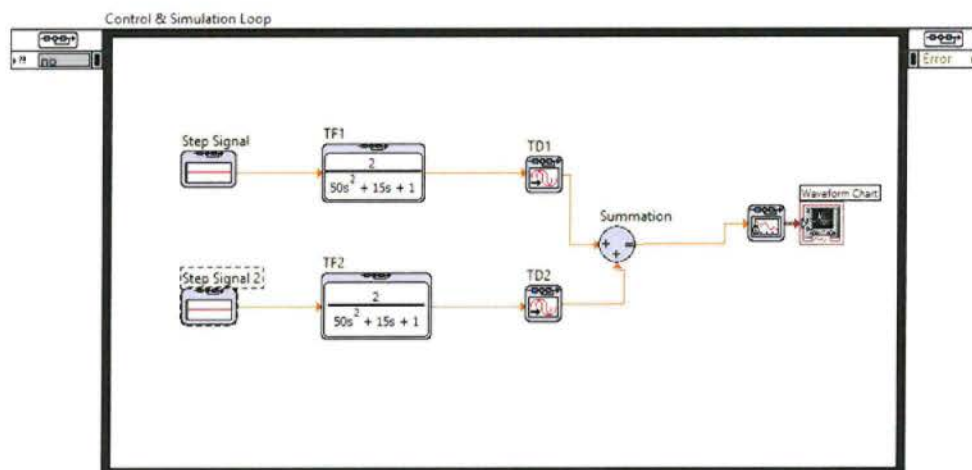 Control & Simulation Loop
?! no
Error
Step Signal
TF1
2
50s² + 15s + 1
TD1
Summation
+ =
+
Waveform Chart
Step Signal 2
TF2
2
50s² + 15s + 1
TD2